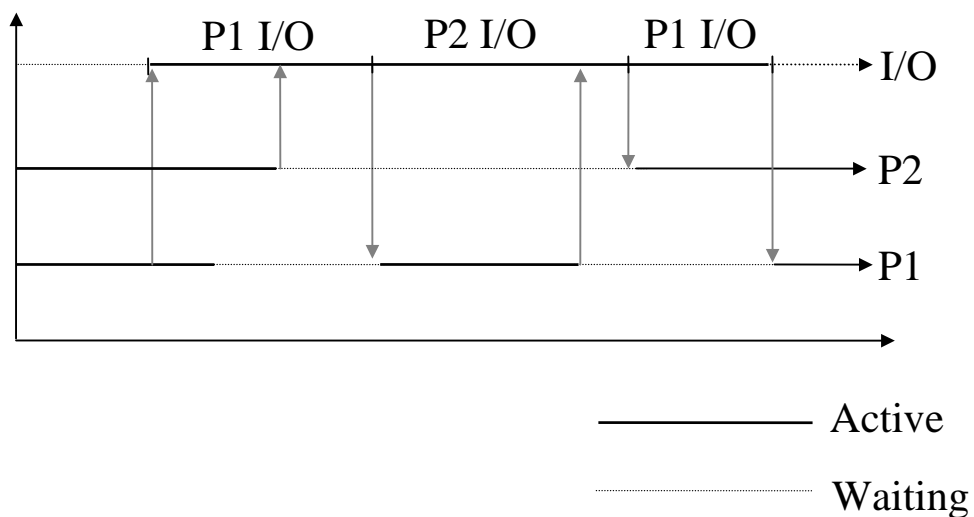 P1 I/O P2 I/O P1 I/O
I/O
P2
P1
Active
Waiting